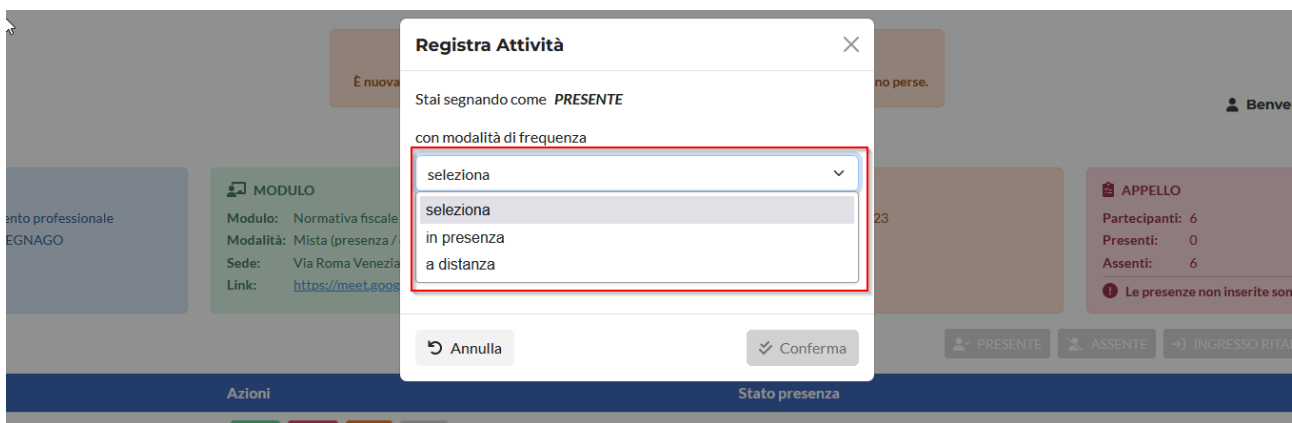 Registra Attività
È nuova
no perse.
Stai segnando come PRESENTE
Benve
con modalità di frequenza
seleziona
seleziona
in presenza
a distanza
ento professionale
EGNAGO
MODULO
Modulo: Normativa fiscale
Modalità: Mista (presenza /
Sede: Via Roma Venezia
Link: https://meet.goog
23
APPELLO
Partecipanti: 6
Presenti: 0
Assenti: 6
Le presenze non inserite son
Annulla
Conferma
PRESENTE
ASSENTE
INGRESSO RITA
Azioni
Stato presenza